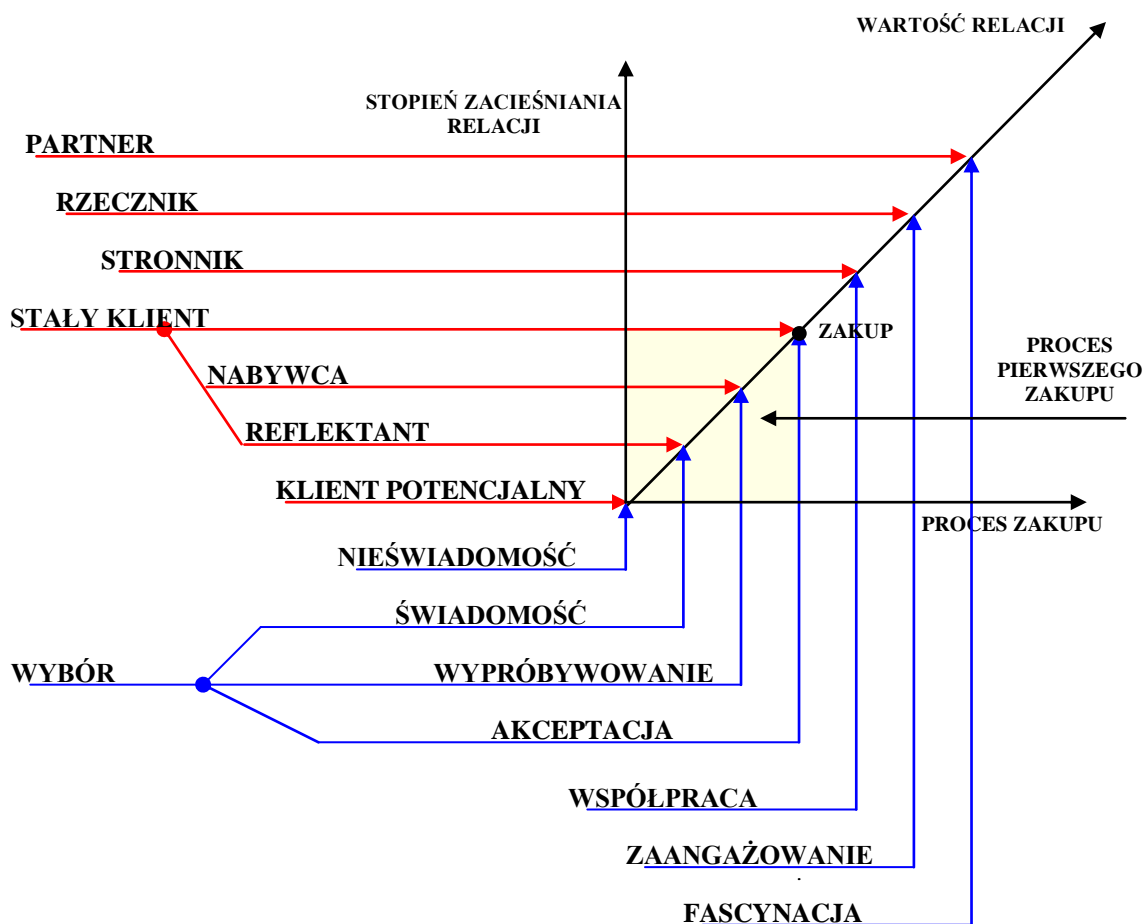 WARTOŚĆ RELACJI
STOPIEŃ ZACIEŚNIANIA
RELACJI
PARTNER
RZECZNIK
STRONNIK
STAŁY KLIENT
ZAKUP
PROCES
PIERWSZEGO
ZAKUPU
NABYWCA
REFLEKTANT
KLIENT POTENCJALNY
PROCES ZAKUPU
NIEŚWIADOMOŚĆ
ŚWIADOMOŚĆ
WYBÓR
WYPRÓBYWOWANIE
AKCEPTACJA
WSPÓŁPRACA
ZAANGAŻOWANIE
FASCYNACJA